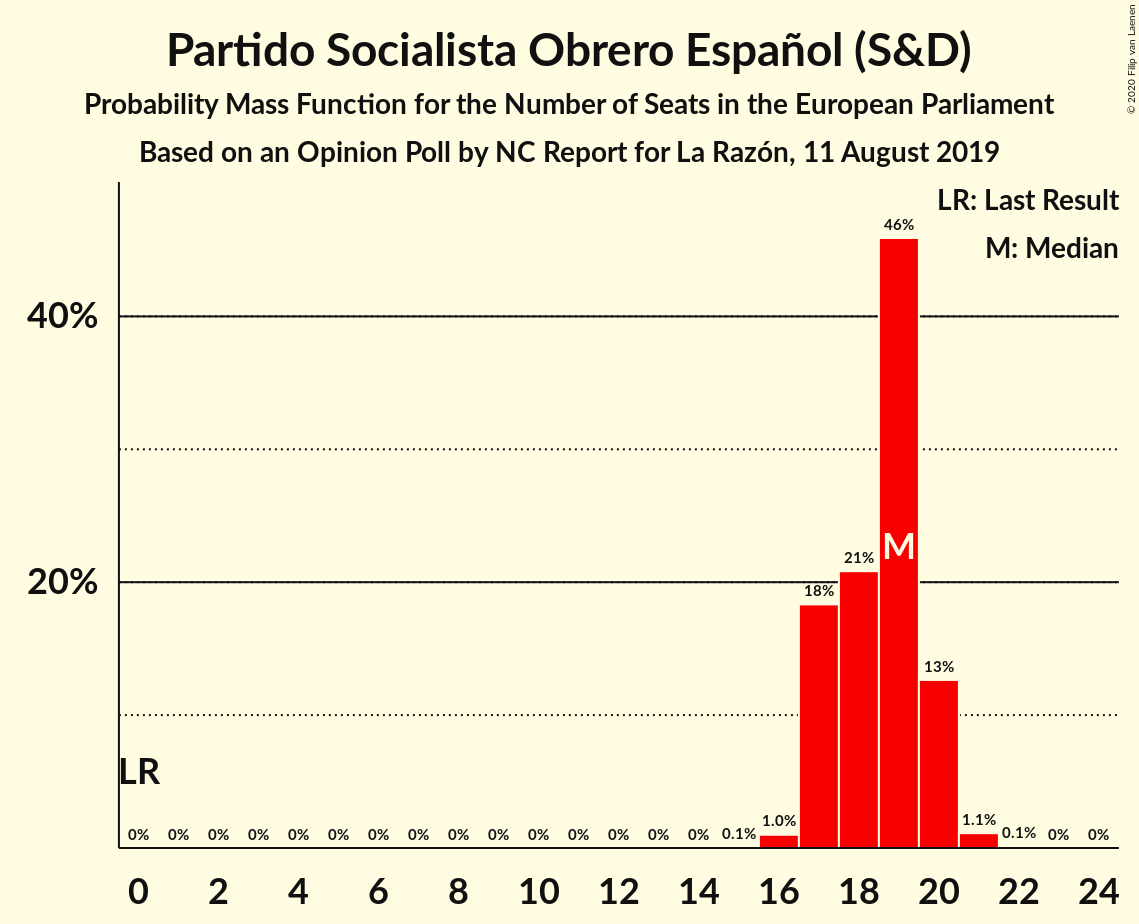 Partido Socialista Obrero Español (S&D)
Probability Mass Function for the Number of Seats in the European Parliament
Based on an Opinion Poll by NC Report for La Razón, 11 August 2019
© 2020 Filip van Laenen
LR: Last Result
M: Median
46%
40%
M
21%
20%
18%
13%
LR
0% 0% 0% 0% 0% 0% 0% 0% 0% 0% 0% 0% 0% 0% 0% 0.1% 1.0% 1.1% 0.1% 0% 0%
0 2 4 6 8 10 12 14 16 18 20 22 24